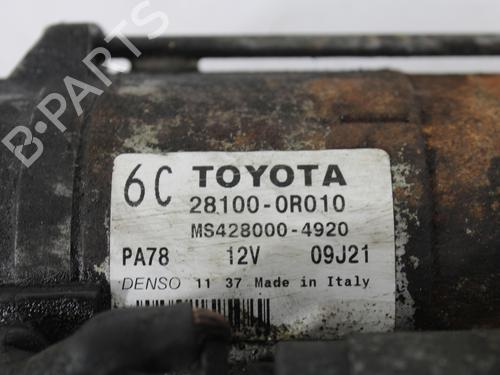 B-PARTS
6C TOYOTA
28100-0R010
MS428000-4920
PA78 12V 09J21
DENSO 11 37 Made in Italy